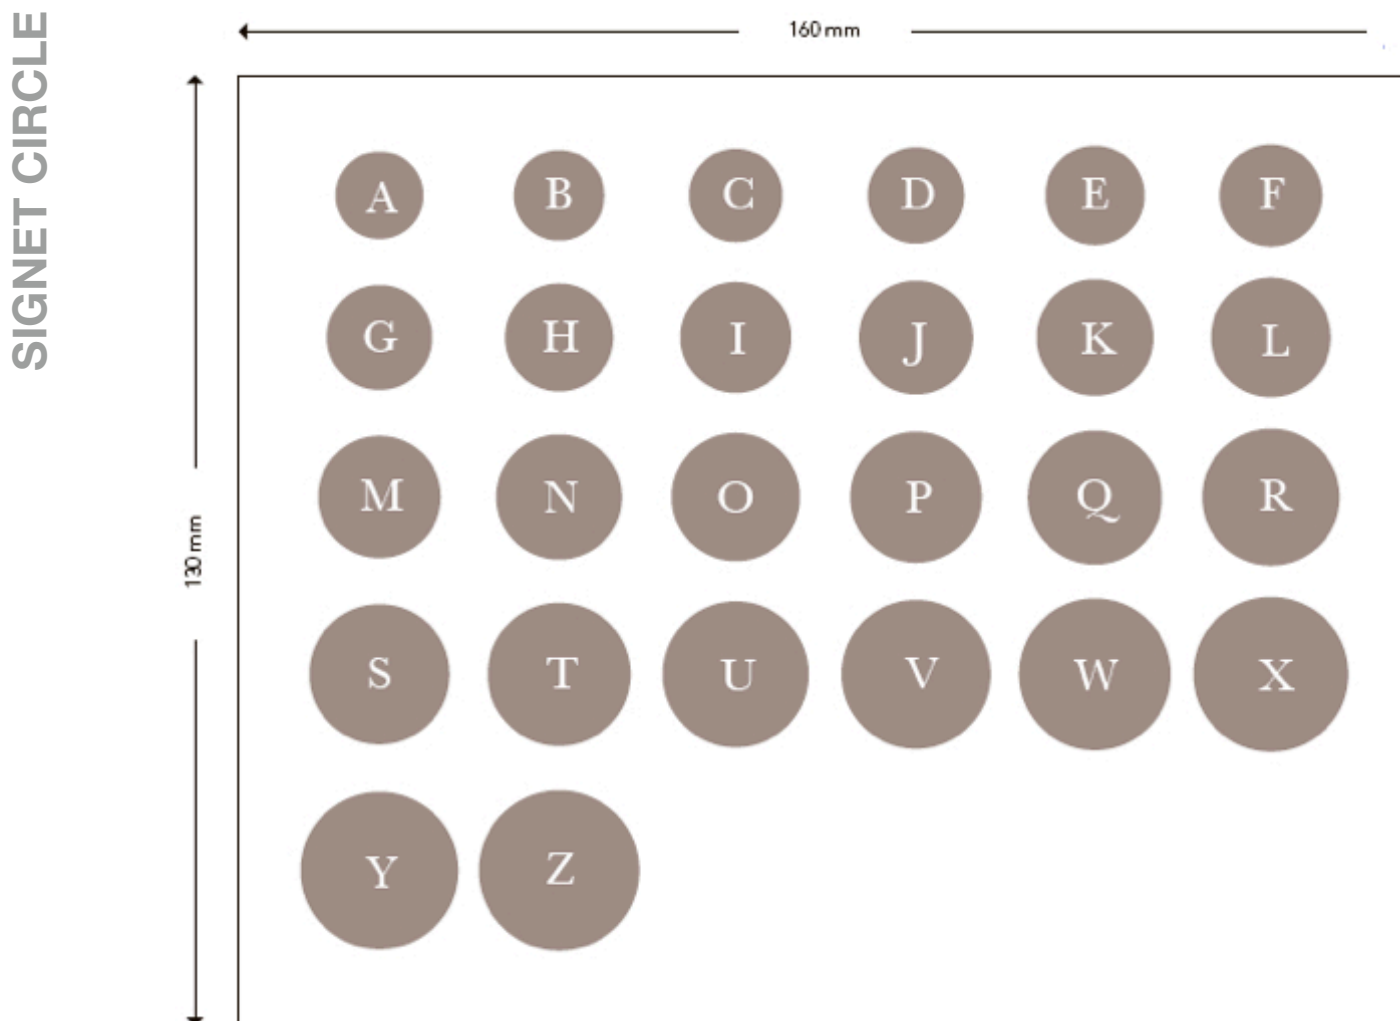 SIGNET CIRCLE
160 mm
130 mm
A B C D E F
G H I J K L
M N O P Q R
S T U V W X
Y Z